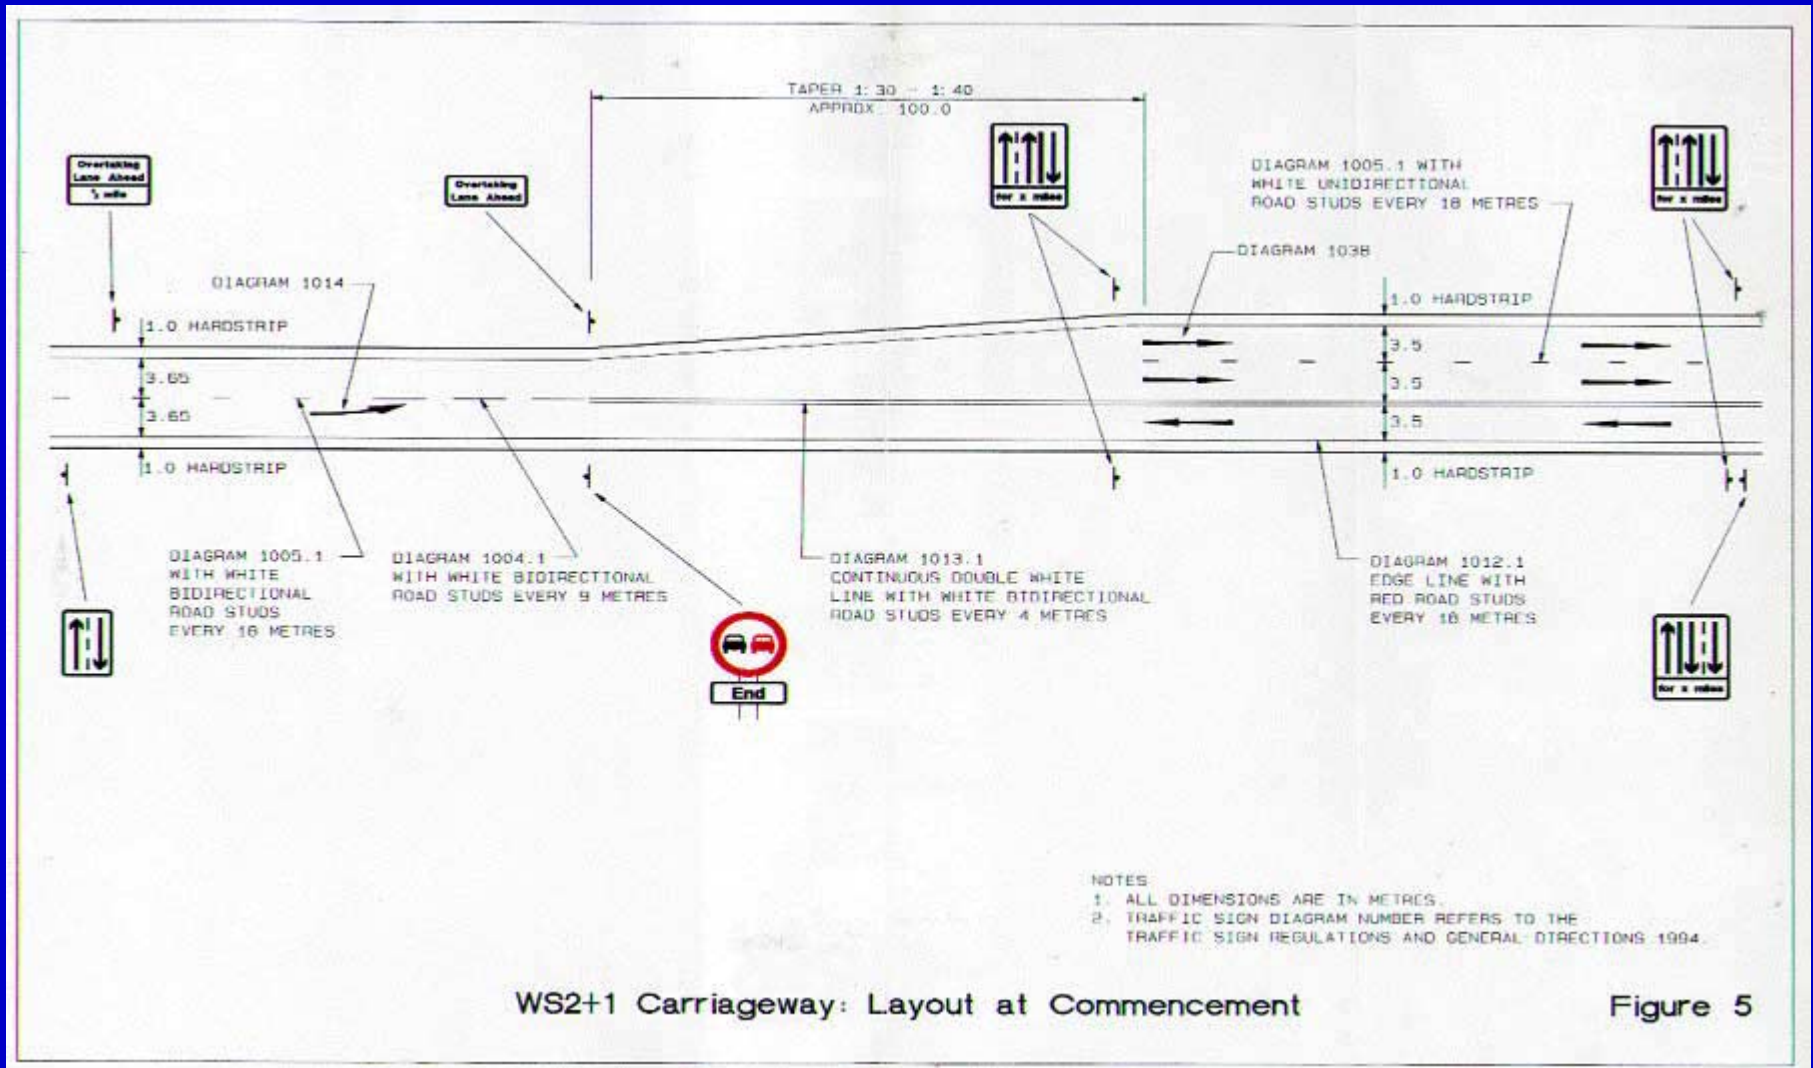 TAPER 1:30 - 1:40
APPROX. 100.0
Overtaking
Lane Ahead
½ mile
Overtaking
Lane Ahead
for x miles
DIAGRAM 1005.1 WITH
WHITE UNIDIRECTIONAL
ROAD STUDS EVERY 18 METRES
for x miles
DIAGRAM 1038
DIAGRAM 1014
1.0 HARDSTRIP
1.0 HARDSTRIP
3.65
3.65
3.5
3.5
3.5
1.0 HARDSTRIP
1.0 HARDSTRIP
DIAGRAM 1005.1
WITH WHITE
BIDIRECTIONAL
ROAD STUDS
EVERY 18 METRES
DIAGRAM 1004.1
WITH WHITE BIDIRECTIONAL
ROAD STUDS EVERY 9 METRES
DIAGRAM 1013.1
CONTINUOUS DOUBLE WHITE
LINE WITH WHITE BIDIRECTIONAL
ROAD STUDS EVERY 4 METRES
DIAGRAM 1012.1
EDGE LINE WITH
RED ROAD STUDS
EVERY 18 METRES
End
for x miles
NOTES
1. ALL DIMENSIONS ARE IN METRES.
2. TRAFFIC SIGN DIAGRAM NUMBER REFERS TO THE
TRAFFIC SIGN REGULATIONS AND GENERAL DIRECTIONS 1994.
WS2+1 Carriageway: Layout at Commencement
Figure 5